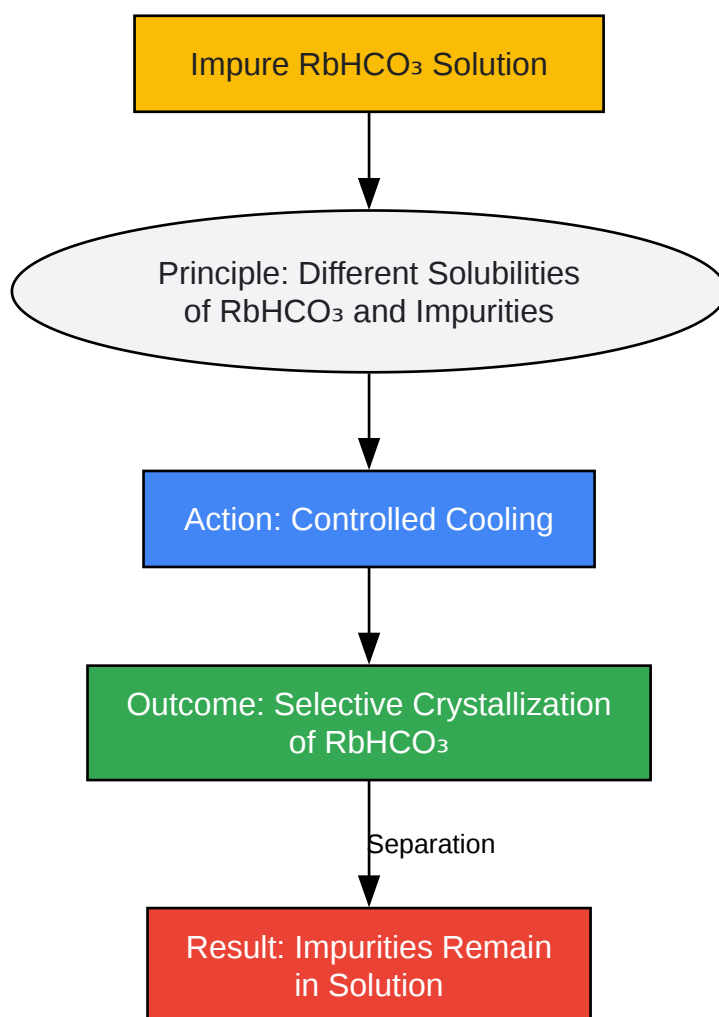 Impure RbHCO₃ Solution
Principle: Different Solubilities
of RbHCO₃ and Impurities
Action: Controlled Cooling
Outcome: Selective Crystallization
of RbHCO₃
Separation
Result: Impurities Remain
in Solution